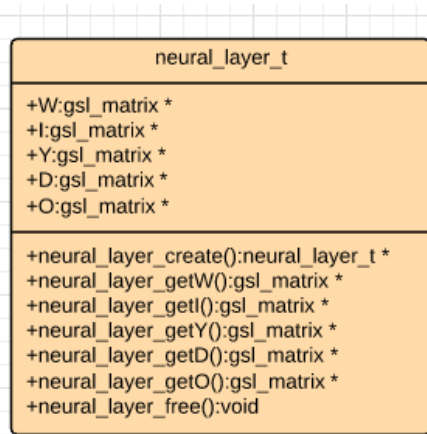 neural_layer_t
+W:gsl_matrix *
+I:gsl_matrix *
+Y:gsl_matrix *
+D:gsl_matrix *
+O:gsl_matrix *
+neural_layer_create():neural_layer_t *
+neural_layer_getW():gsl_matrix *
+neural_layer_getI():gsl_matrix *
+neural_layer_getY():gsl_matrix *
+neural_layer_getD():gsl_matrix *
+neural_layer_getO():gsl_matrix *
+neural_layer_free():void